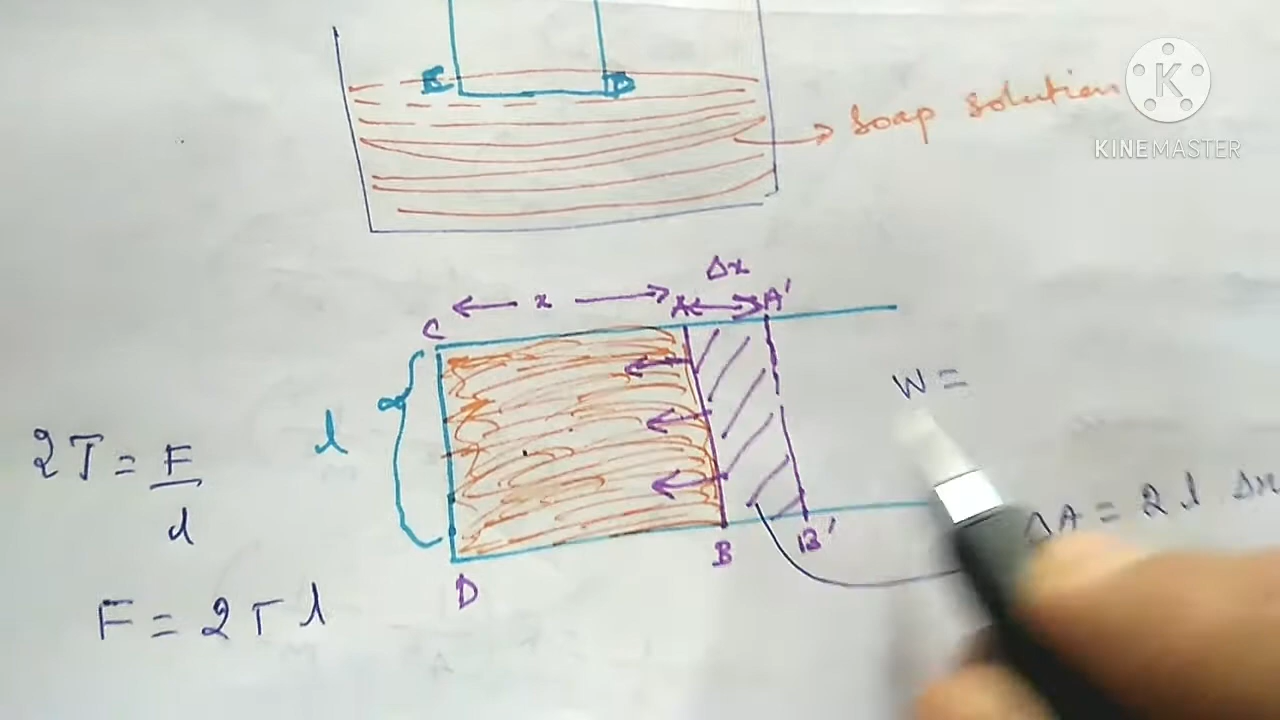 E D
soap solution
K
KINEMASTER
Δx
x A A'
C
l
W =
2T = F
l
ΔA = 2l Δx
B B'
D
F = 2Tl